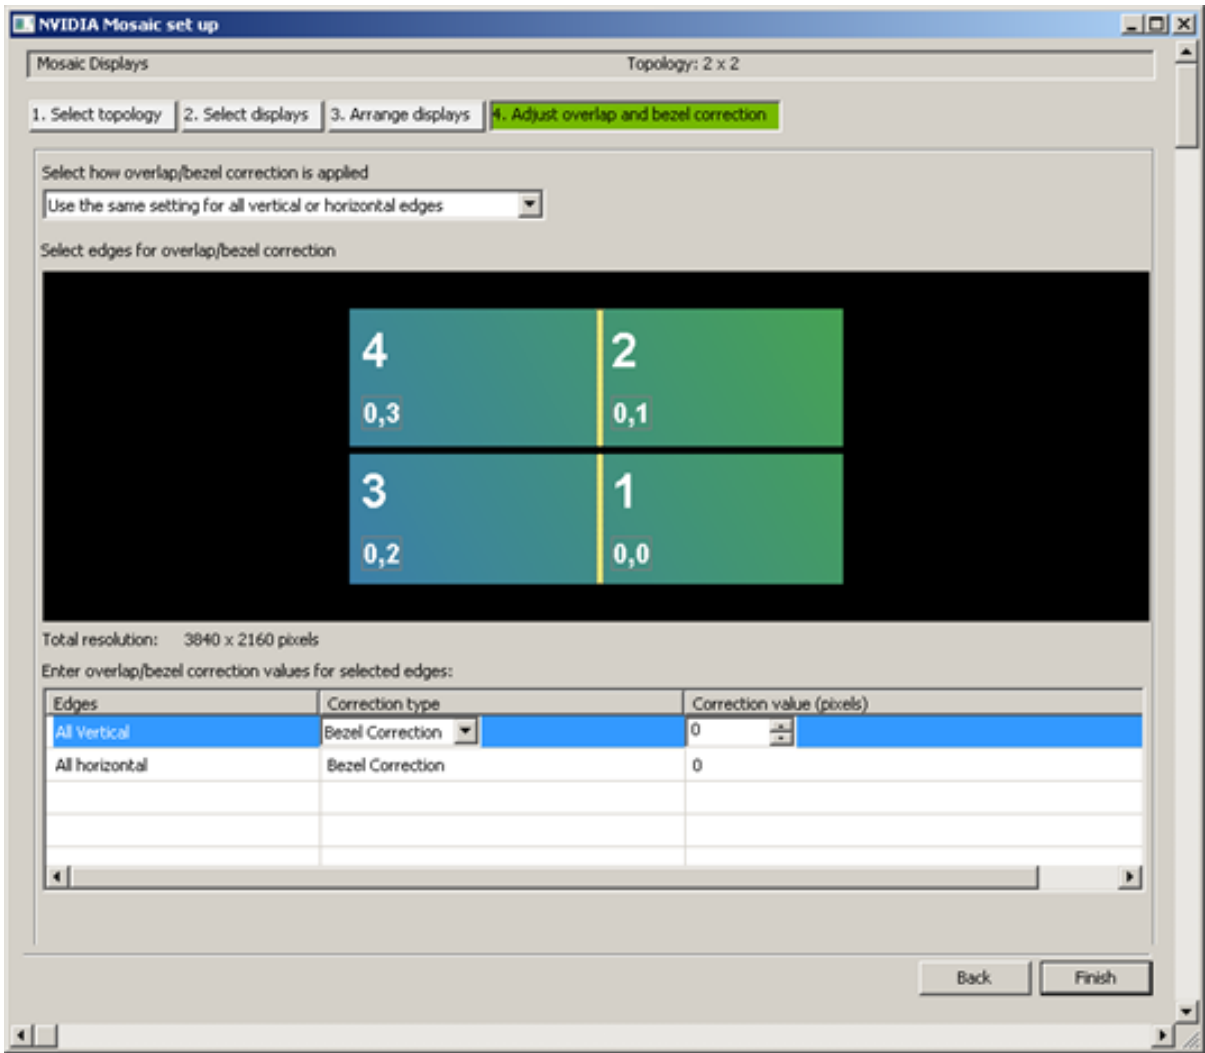 NVIDIA Mosaic set up
Mosaic Displays Topology: 2 x 2
1. Select topology 2. Select displays 3. Arrange displays 4. Adjust overlap and bezel correction
Select how overlap/bezel correction is applied
Use the same setting for all vertical or horizontal edges
Select edges for overlap/bezel correction
4 2
0,3 0,1
3 1
0,2 0,0
Total resolution: 3840 x 2160 pixels
Enter overlap/bezel correction values for selected edges:
Edges Correction type Correction value (pixels)
All Vertical Bezel Correction 0
All horizontal Bezel Correction 0
Back Finish